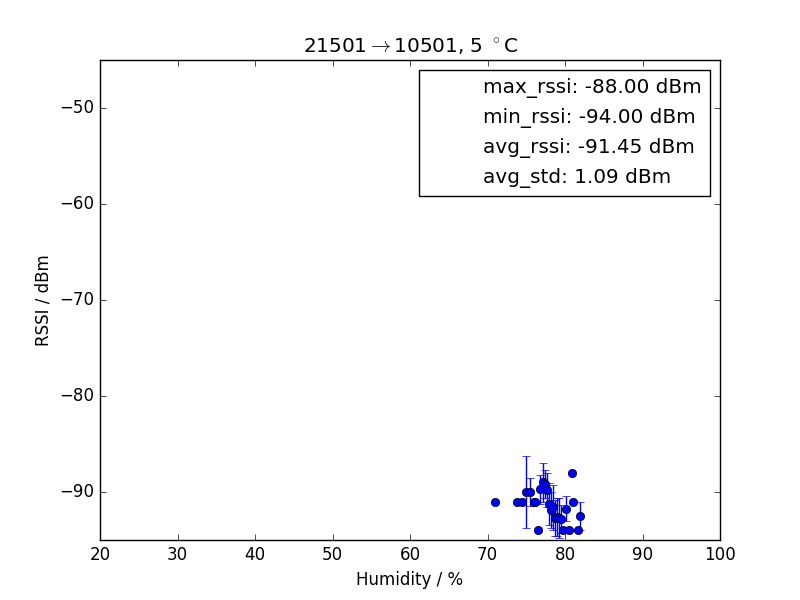 21501→10501, 5 °C
max_rssi: -88.00 dBm
min_rssi: -94.00 dBm
avg_rssi: -91.45 dBm
avg_std: 1.09 dBm
RSSI / dBm
−50
−60
−70
−80
−90
20 30 40 50 60 70 80 90 100
Humidity / %